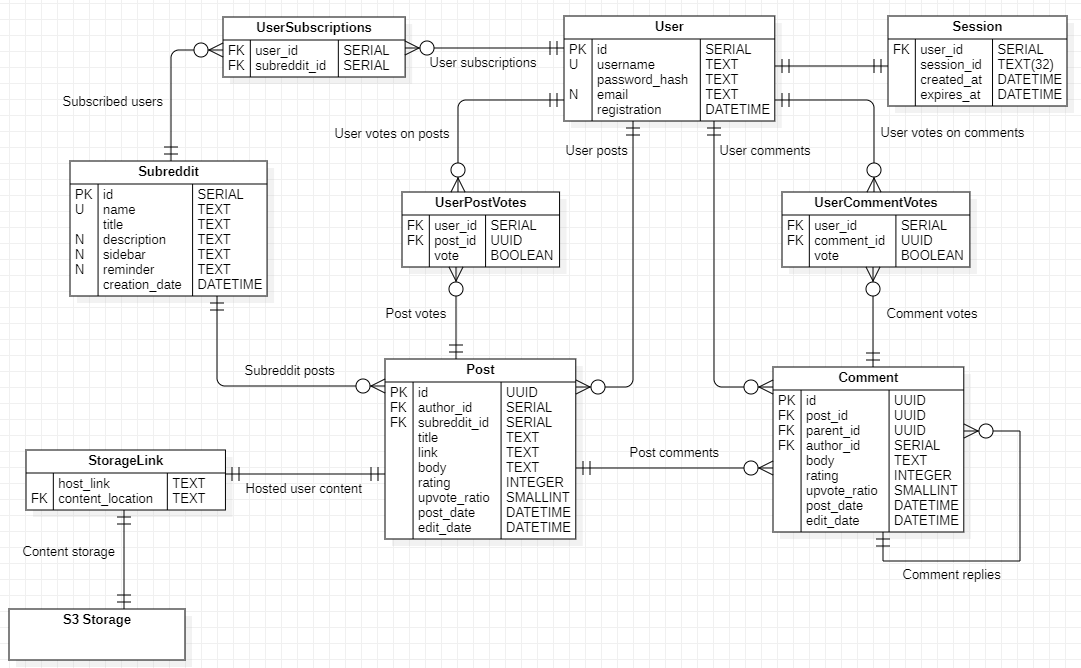 UserSubscriptions
FK user_id SERIAL
FK subreddit_id SERIAL
User subscriptions
User
PK id SERIAL
U username TEXT
password_hash TEXT
N email TEXT
registration DATETIME
Session
FK user_id SERIAL
session_id TEXT(32)
created_at DATETIME
expires_at DATETIME
Subscribed users
User votes on posts
User posts
User comments
User votes on comments
Subreddit
PK id SERIAL
U name TEXT
title TEXT
N description TEXT
N sidebar TEXT
N reminder TEXT
creation_date DATETIME
UserPostVotes
FK user_id SERIAL
FK post_id UUID
vote BOOLEAN
UserCommentVotes
FK user_id SERIAL
FK comment_id UUID
vote BOOLEAN
Post votes
Comment votes
Subreddit posts
Post
PK id UUID
FK author_id SERIAL
FK subreddit_id SERIAL
title TEXT
link TEXT
body TEXT
rating INTEGER
upvote_ratio SMALLINT
post_date DATETIME
edit_date DATETIME
Post comments
Comment
PK id UUID
FK post_id UUID
FK parent_id UUID
FK author_id SERIAL
body TEXT
rating INTEGER
upvote_ratio SMALLINT
post_date DATETIME
edit_date DATETIME
Comment replies
StorageLink
host_link TEXT
FK content_location TEXT
Hosted user content
Content storage
S3 Storage